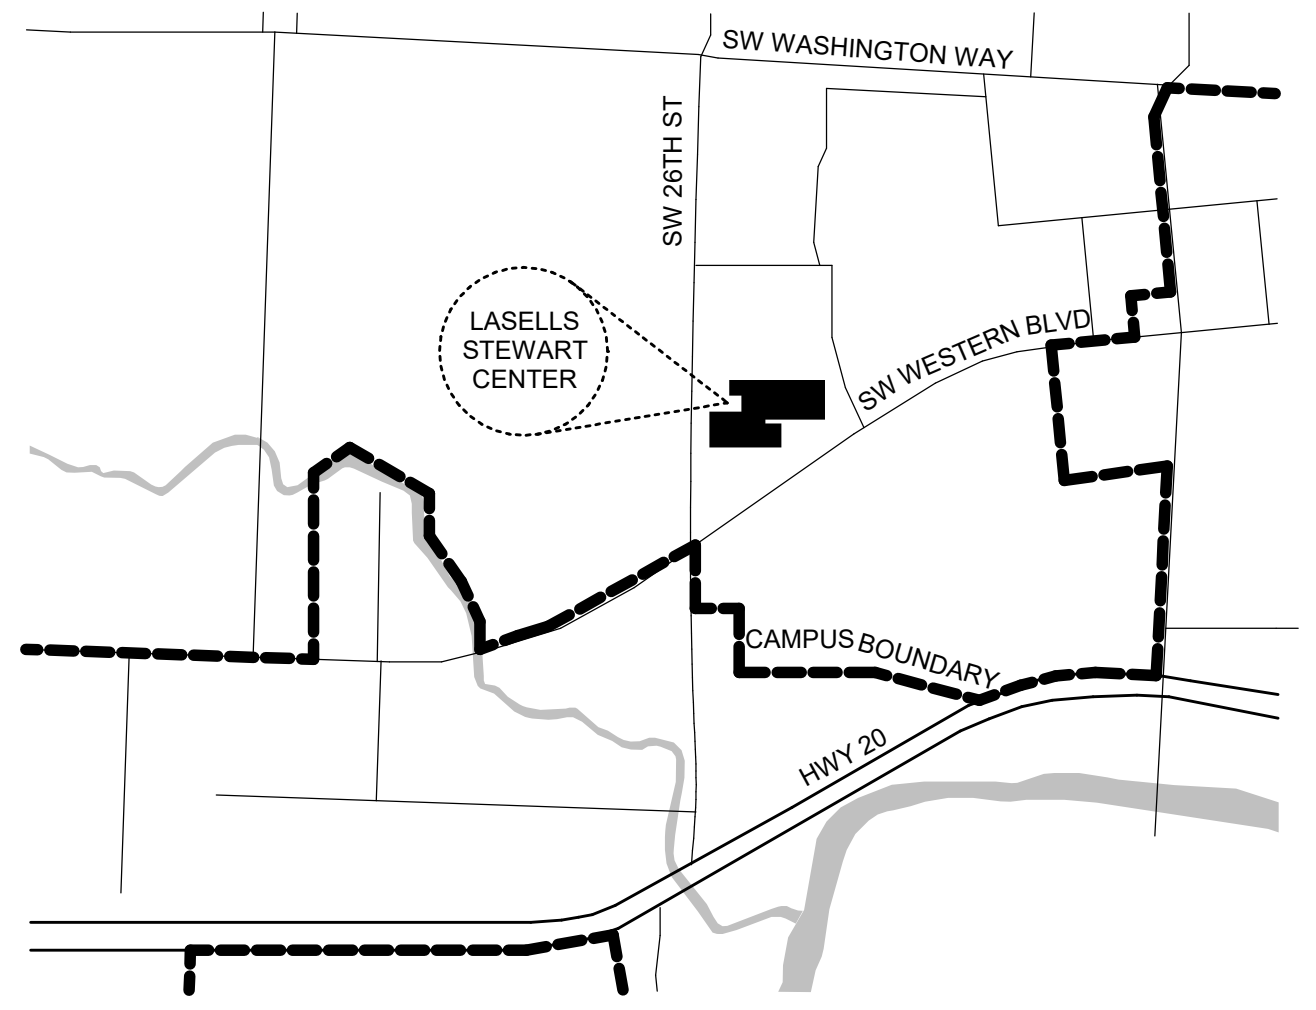 SW WASHINGTON WAY
SW 26TH ST
LASELLS
STEWART
CENTER
SW WESTERN BLVD
CAMPUS BOUNDARY
HWY 20